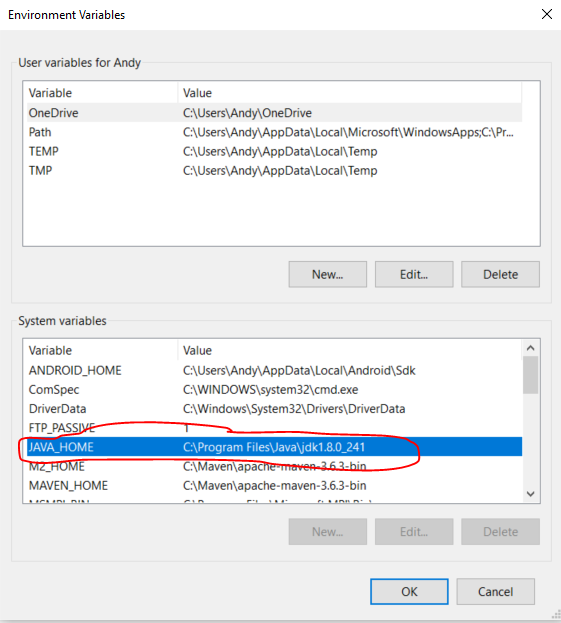 Environment Variables
User variables for Andy
Variable Value
OneDrive C:\Users\Andy\OneDrive
Path C:\Users\Andy\AppData\Local\Microsoft\WindowsApps;C:\Pr...
TEMP C:\Users\Andy\AppData\Local\Temp
TMP C:\Users\Andy\AppData\Local\Temp
New... Edit... Delete
System variables
Variable Value
ANDROID_HOME C:\Users\Andy\AppData\Local\Android\Sdk
ComSpec C:\WINDOWS\system32\cmd.exe
DriverData C:\Windows\System32\Drivers\DriverData
FTP_PASSIVE 1
JAVA_HOME C:\Program Files\Java\jdk1.8.0_241
M2_HOME C:\Maven\apache-maven-3.6.3-bin
MAVEN_HOME C:\Maven\apache-maven-3.6.3-bin
New... Edit... Delete
OK Cancel